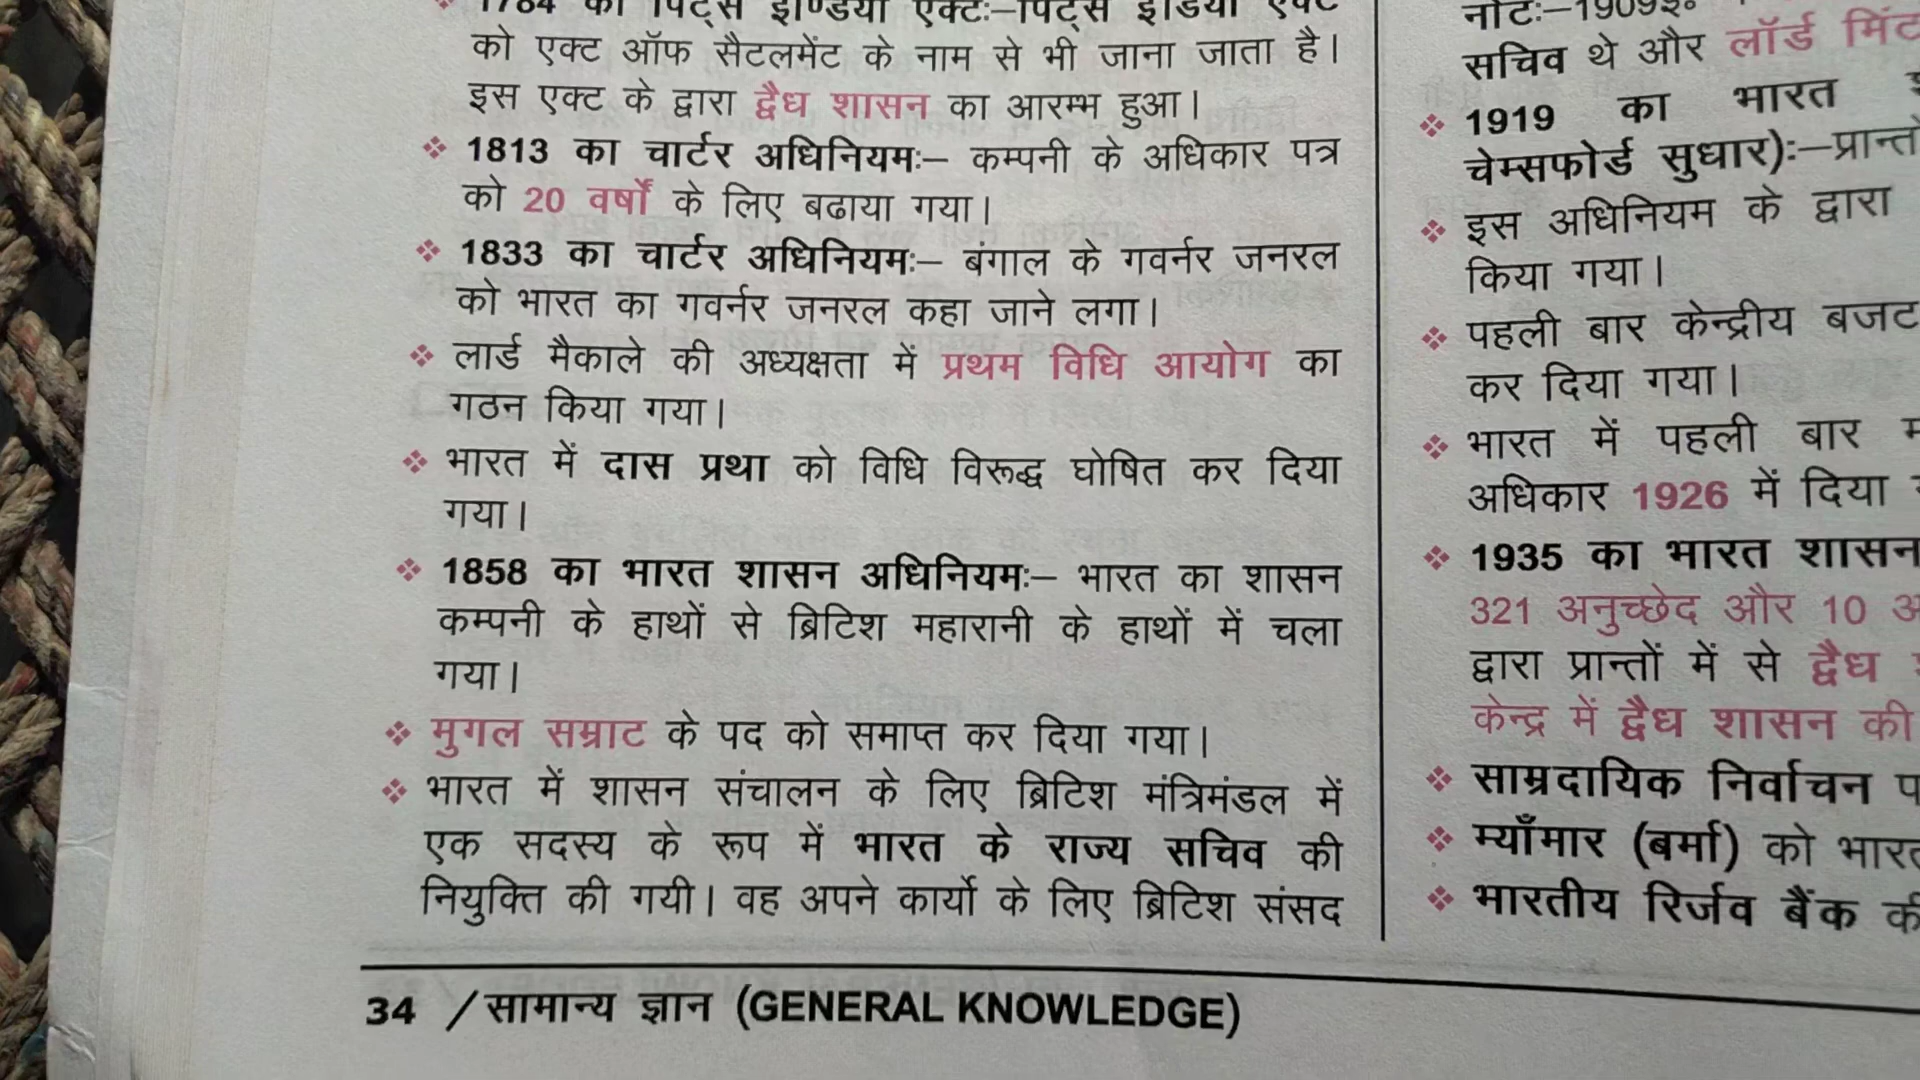 1784 का पिट्स इण्डिया एक्टः–पिट्स इंडिया एक्ट
को एक्ट ऑफ सैटलमेंट के नाम से भी जाना जाता है।
इस एक्ट के द्वारा द्वैध शासन का आरम्भ हुआ।
❖ 1813 का चार्टर अधिनियमः– कम्पनी के अधिकार पत्र
को 20 वर्षों के लिए बढाया गया।
❖ 1833 का चार्टर अधिनियमः– बंगाल के गवर्नर जनरल
को भारत का गवर्नर जनरल कहा जाने लगा।
❖ लार्ड मैकाले की अध्यक्षता में प्रथम विधि आयोग का
गठन किया गया।
❖ भारत में दास प्रथा को विधि विरूद्ध घोषित कर दिया
गया।
❖ 1858 का भारत शासन अधिनियमः– भारत का शासन
कम्पनी के हाथों से ब्रिटिश महारानी के हाथों में चला
गया।
❖ मुगल सम्राट के पद को समाप्त कर दिया गया।
❖ भारत में शासन संचालन के लिए ब्रिटिश मंत्रिमंडल में
एक सदस्य के रूप में भारत के राज्य सचिव की
नियुक्ति की गयी। वह अपने कार्यो के लिए ब्रिटिश संसद
नोटः–1909ई०
सचिव थे और लॉर्ड मिंट
❖ 1919 का भारत
चेम्सफोर्ड सुधार)ः–प्रान्तो
❖ इस अधिनियम के द्वारा
किया गया।
❖ पहली बार केन्द्रीय बजट
कर दिया गया।
❖ भारत में पहली बार
अधिकार 1926 में दिया
❖ 1935 का भारत शासन
321 अनुच्छेद और 10
द्वारा प्रान्तों में से द्वैध
केन्द्र में द्वैध शासन की
❖ साम्रदायिक निर्वाचन
❖ म्याँमार (बर्मा) को भारत
❖ भारतीय रिर्जव बैंक की
34 / सामान्य ज्ञान (GENERAL KNOWLEDGE)